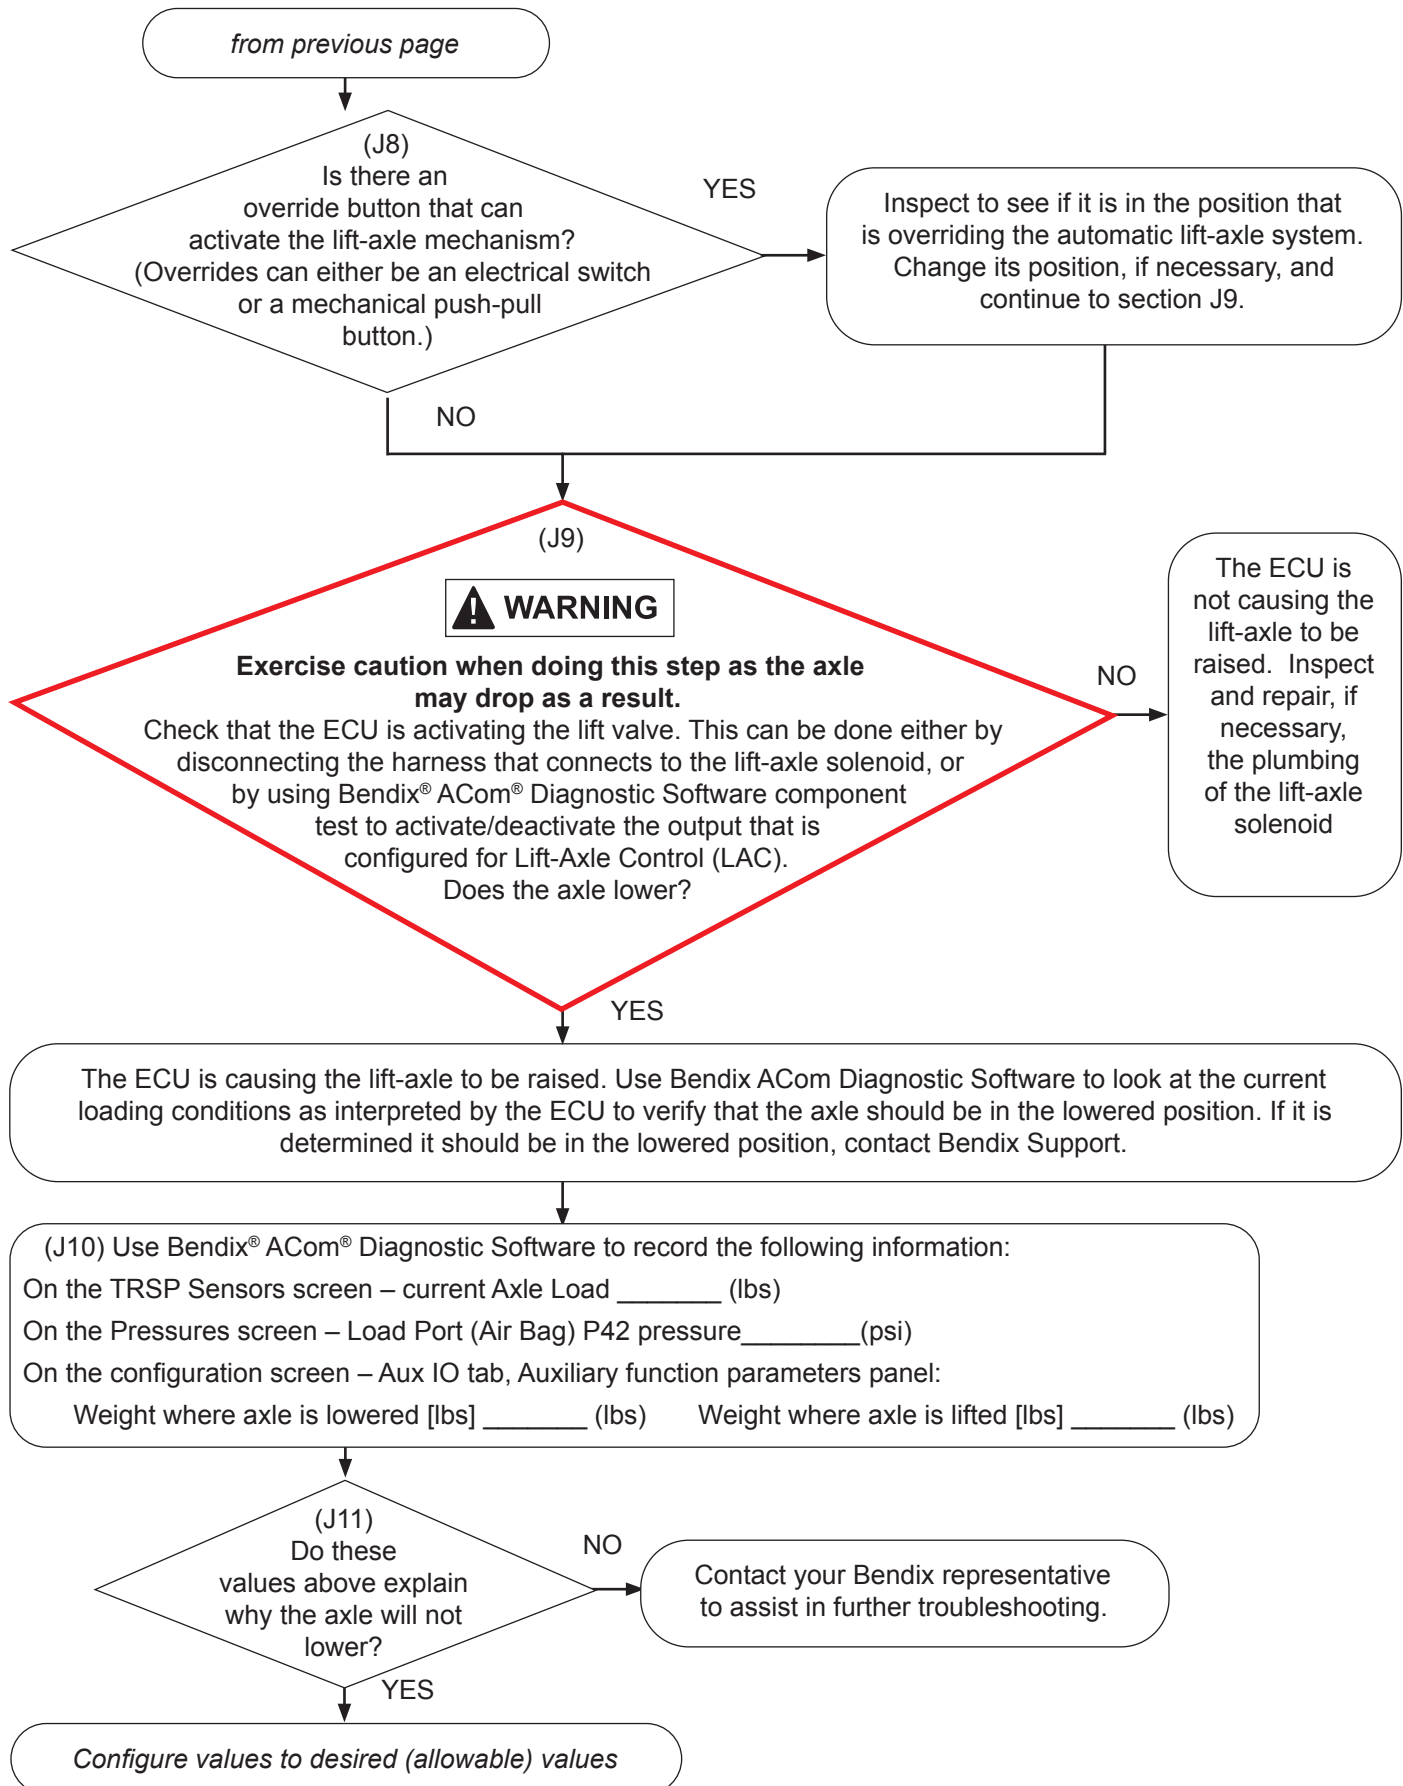 from previous page
(J8)
Is there an
override button that can
activate the lift-axle mechanism?
(Overrides can either be an electrical switch
or a mechanical push-pull
button.)
YES
Inspect to see if it is in the position that
is overriding the automatic lift-axle system.
Change its position, if necessary, and
continue to section J9.
NO
(J9)
WARNING
Exercise caution when doing this step as the axle
may drop as a result.
Check that the ECU is activating the lift valve. This can be done either by
disconnecting the harness that connects to the lift-axle solenoid, or
by using Bendix® ACom® Diagnostic Software component
test to activate/deactivate the output that is
configured for Lift-Axle Control (LAC).
Does the axle lower?
NO
The ECU is
not causing the
lift-axle to be
raised.  Inspect
and repair, if
necessary,
the plumbing
of the lift-axle
solenoid
YES
The ECU is causing the lift-axle to be raised. Use Bendix ACom Diagnostic Software to look at the current
loading conditions as interpreted by the ECU to verify that the axle should be in the lowered position. If it is
determined it should be in the lowered position, contact Bendix Support.
(J10) Use Bendix® ACom® Diagnostic Software to record the following information:
On the TRSP Sensors screen – current Axle Load _______ (lbs)
On the Pressures screen – Load Port (Air Bag) P42 pressure________(psi)
On the configuration screen – Aux IO tab, Auxiliary function parameters panel:
Weight where axle is lowered [lbs] _______ (lbs) Weight where axle is lifted [lbs] _______ (lbs)
(J11)
Do these
values above explain
why the axle will not
lower?
NO
Contact your Bendix representative
to assist in further troubleshooting.
YES
Configure values to desired (allowable) values